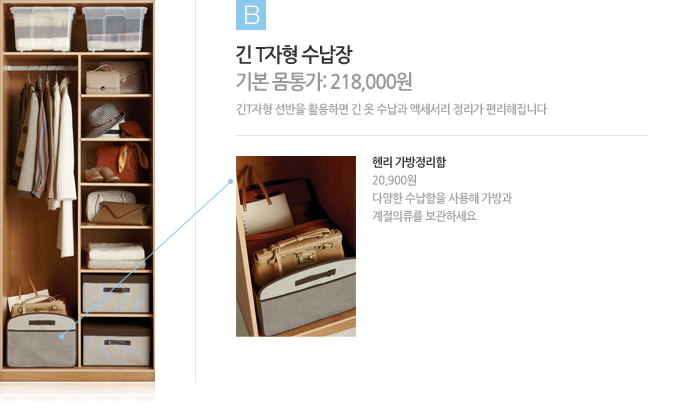 B
긴 T자형 수납장
기본 몸통가: 218,000원
긴T자형 선반을 활용하면 긴 옷 수납과 액세서리 정리가 편리해집니다
헨리 가방정리함
20,900원
다양한 수납함을 사용해 가방과
계절의류를 보관하세요